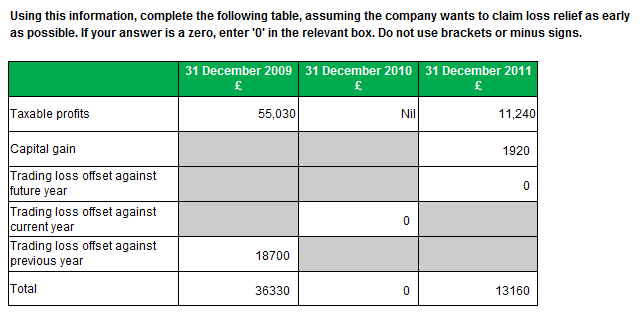 Using this information, complete the following table, assuming the company wants to claim loss relief as early
as possible. If your answer is a zero, enter '0' in the relevant box. Do not use brackets or minus signs.
31 December 2009 31 December 2010 31 December 2011
£ £ £
Taxable profits 55,030 Nil 11,240
Capital gain 1920
Trading loss offset against
future year 0
Trading loss offset against
current year 0
Trading loss offset against
previous year 18700
Total 36330 0 13160